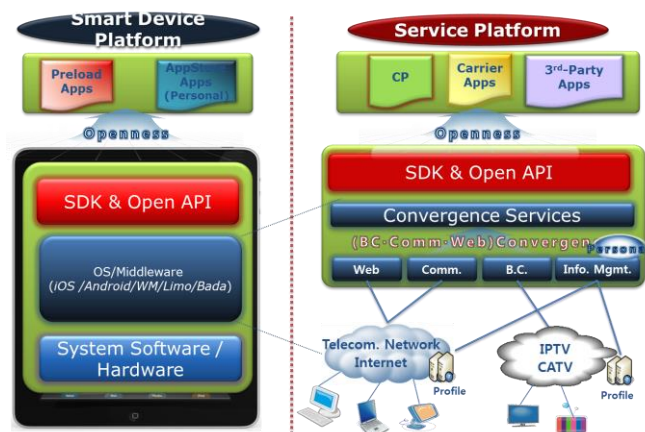 Smart Device
Platform
Preload
Apps
Apps
(Personal)
Openness
SDK & Open API
OS/Middleware
(iOS /Android/WM/Limo/Bada)
System Software /
Hardware
Service Platform
CP
Carrier
Apps
3rd-Party
Apps
Openness
SDK & Open API
Convergence Services
(BC·Comm·Web)Convergen
Persona
Web
Comm.
B.C.
Info. Mgmt.
Telecom. Network
Internet
Profile
IPTV
CATV
Profile